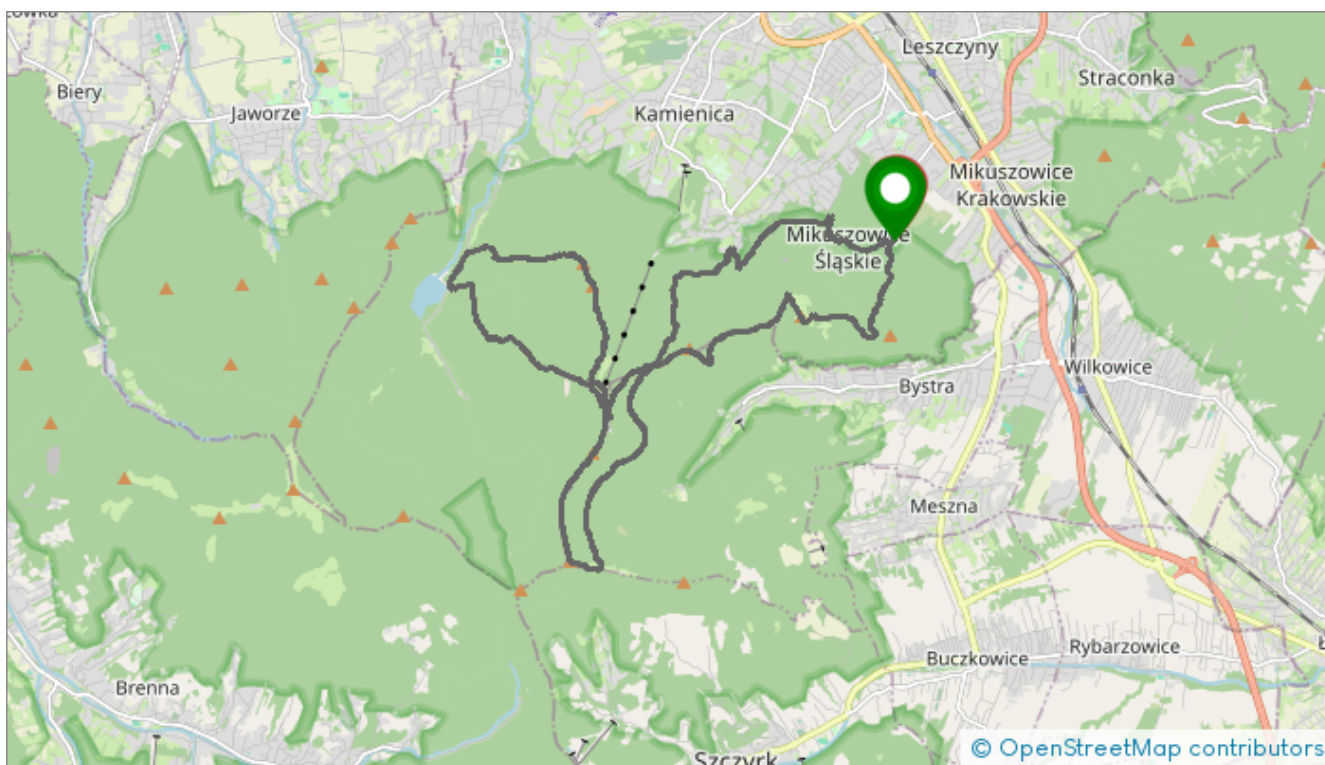 Leszczyny
Straconka
Biery
Jaworze
Kamienica
Mikuszowice
Krakowskie
Mikuszowice
Śląskie
Wilkowice
Bystra
Meszna
Rybarzowice
Buczkowice
Brenna
Szczyrk
© OpenStreetMap contributors